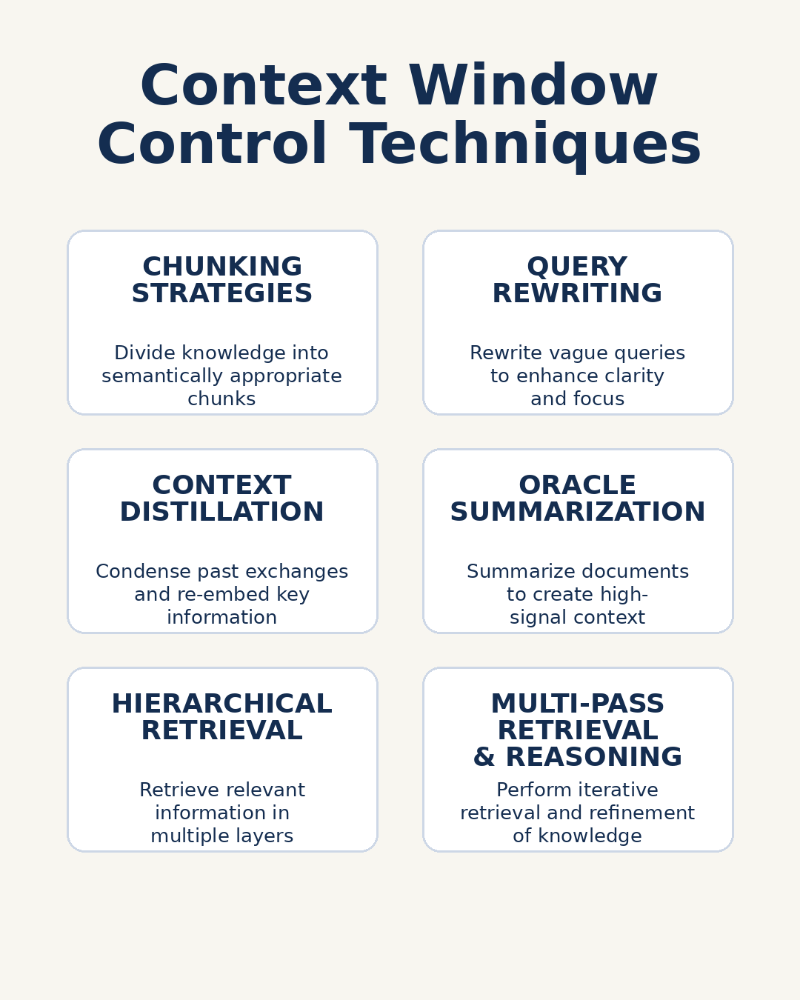 Context Window
Control Techniques
CHUNKING
STRATEGIES
Divide knowledge into
semantically appropriate
chunks
QUERY
REWRITING
Rewrite vague queries
to enhance clarity
and focus
CONTEXT
DISTILLATION
Condense past exchanges
and re-embed key
information
ORACLE
SUMMARIZATION
Summarize documents
to create high-
signal context
HIERARCHICAL
RETRIEVAL
Retrieve relevant
information in
multiple layers
MULTI-PASS
RETRIEVAL
& REASONING
Perform iterative
retrieval and refinement
of knowledge